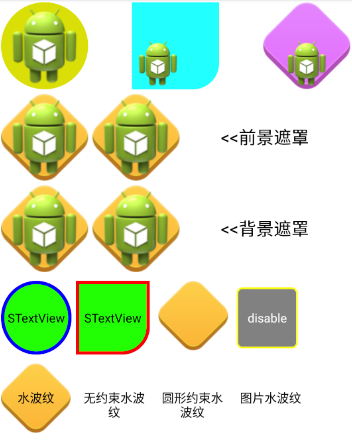 <<前景遮罩
<<背景遮罩
STextView
STextView
disable
水波纹
无约束水波
纹
圆形约束水
波纹
图片水波纹